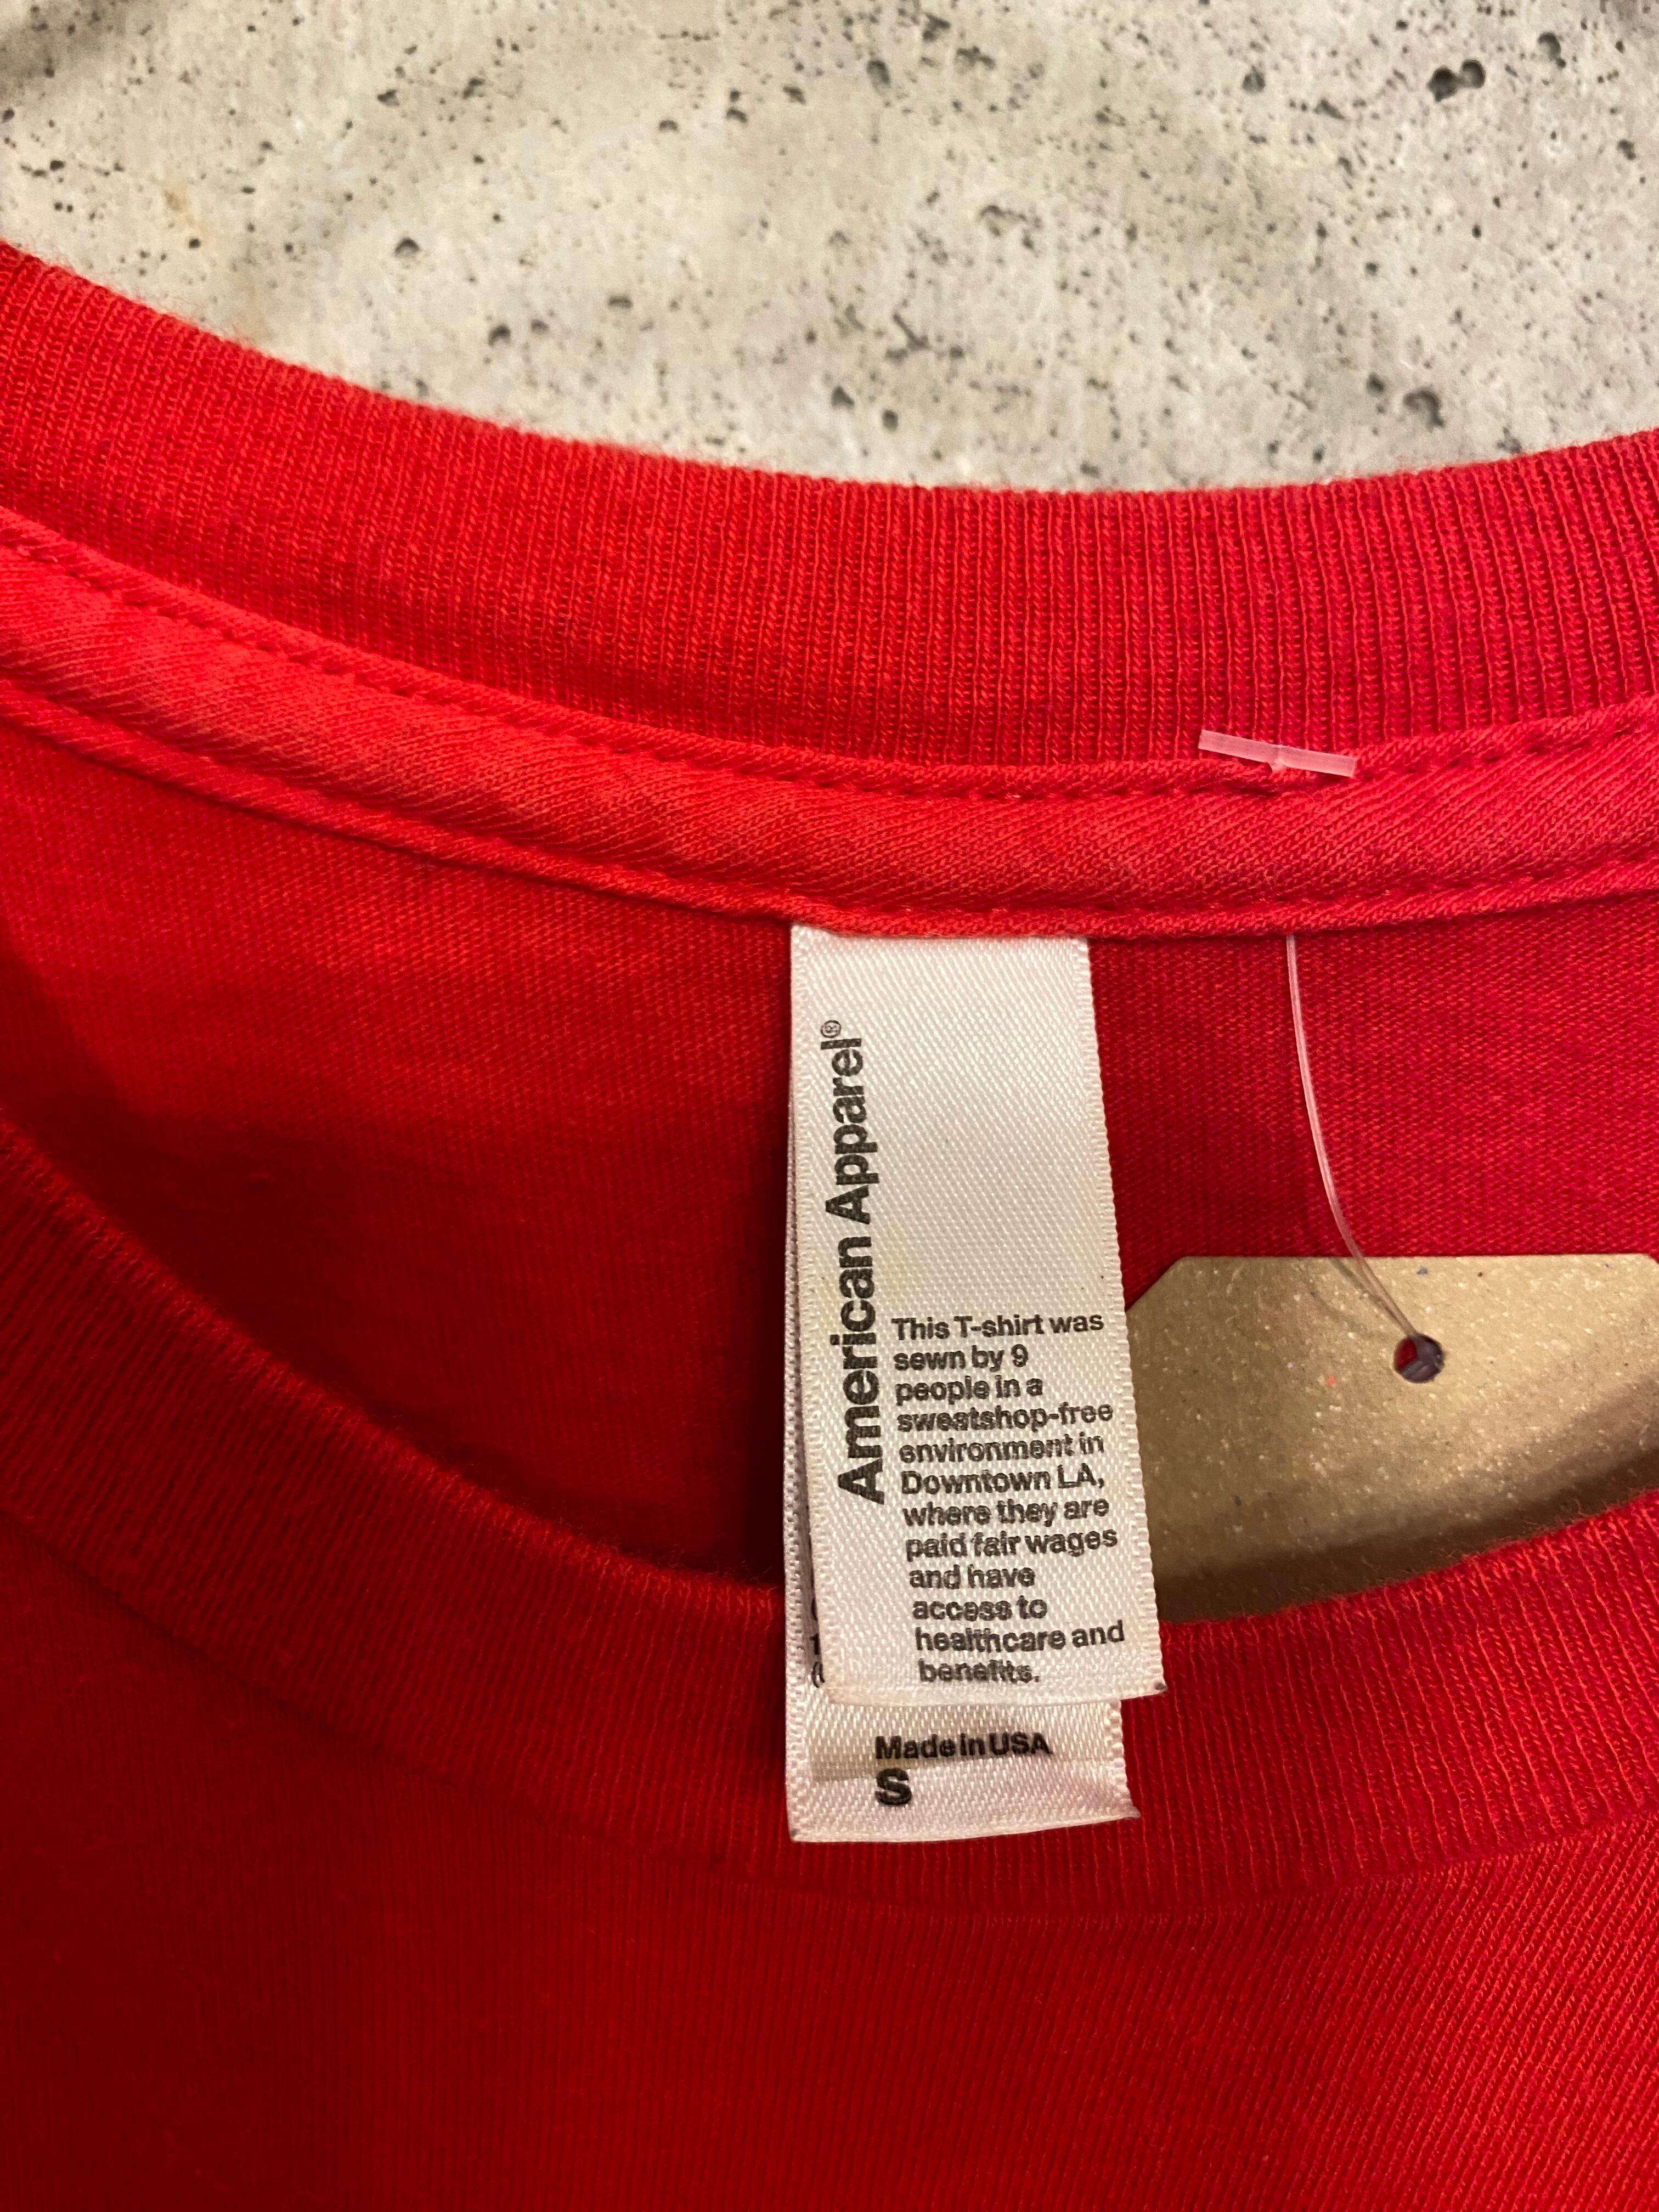 American Apparel®
This T-shirt was
sewn by 9
people in a
sweatshop-free
environment in
Downtown LA,
where they are
paid fair wages
and have
access to
healthcare and
benefits.
Made in USA
S